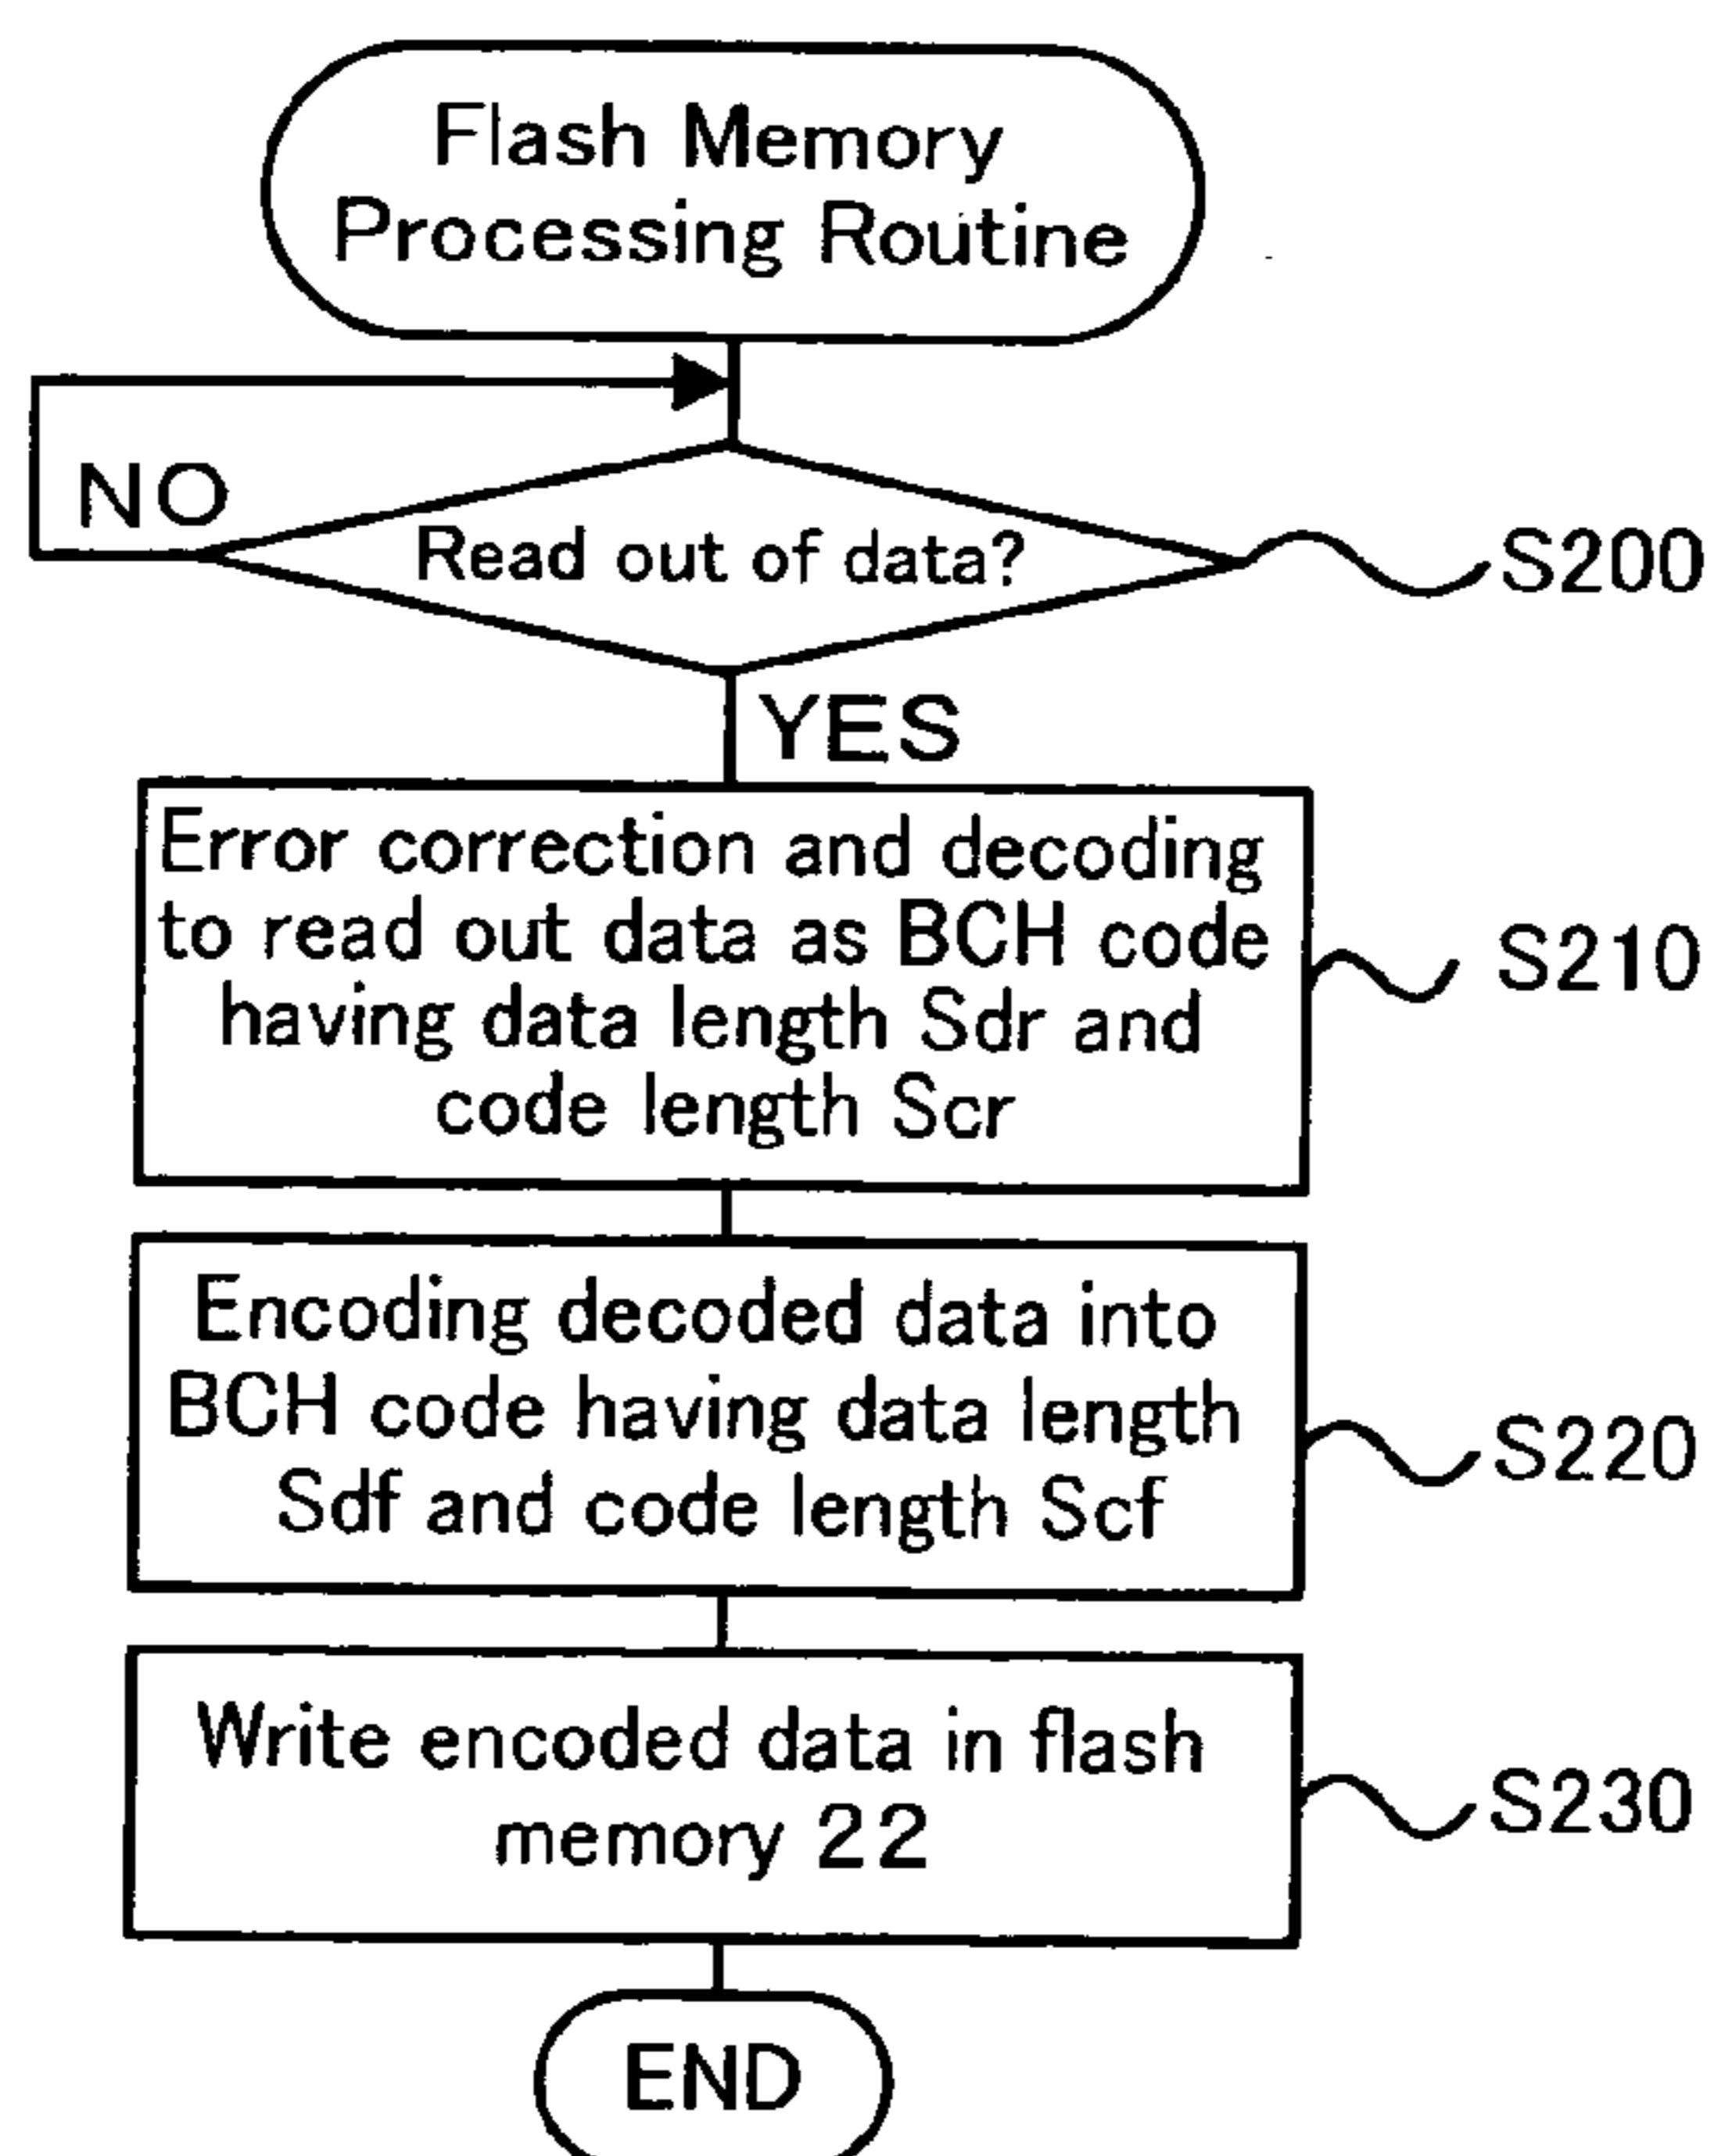 Flash Memory
Processing Routine
NO
Read out of data?
S200
YES
Error correction and decoding
to read out data as BCH code
having data length Sdr and
code length Scr
S210
Encoding decoded data into
BCH code having data length
Sdf and code length Scf
S220
Write encoded data in flash
memory 22
S230
END